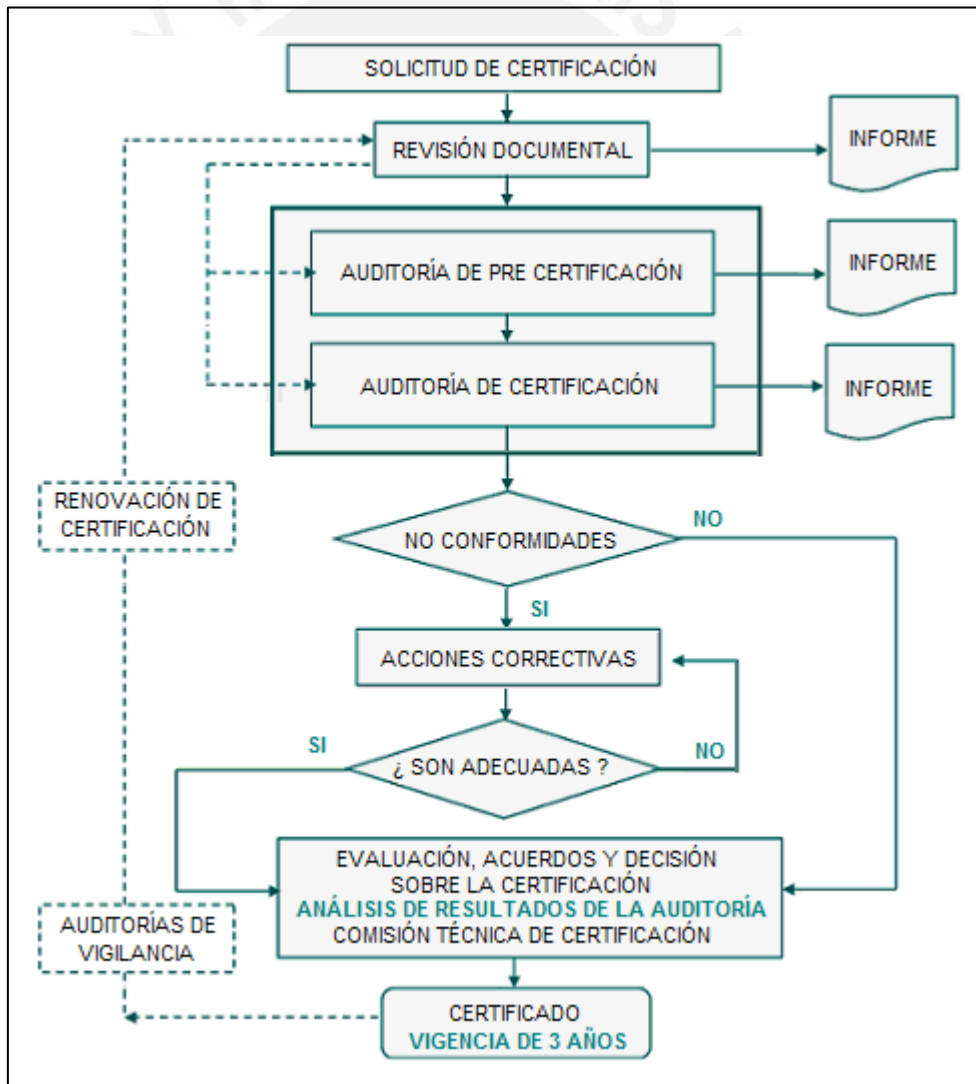 SOLICITUD DE CERTIFICACIÓN
REVISIÓN DOCUMENTAL
INFORME
AUDITORÍA DE PRE CERTIFICACIÓN
INFORME
AUDITORÍA DE CERTIFICACIÓN
INFORME
RENOVACIÓN DE
CERTIFICACIÓN
NO CONFORMIDADES
NO
SI
ACCIONES CORRECTIVAS
SI
¿ SON ADECUADAS ?
NO
EVALUACIÓN, ACUERDOS Y DECISIÓN
SOBRE LA CERTIFICACIÓN
ANÁLISIS DE RESULTADOS DE LA AUDITORÍA
COMISIÓN TÉCNICA DE CERTIFICACIÓN
AUDITORÍAS DE
VIGILANCIA
CERTIFICADO
VIGENCIA DE 3 AÑOS